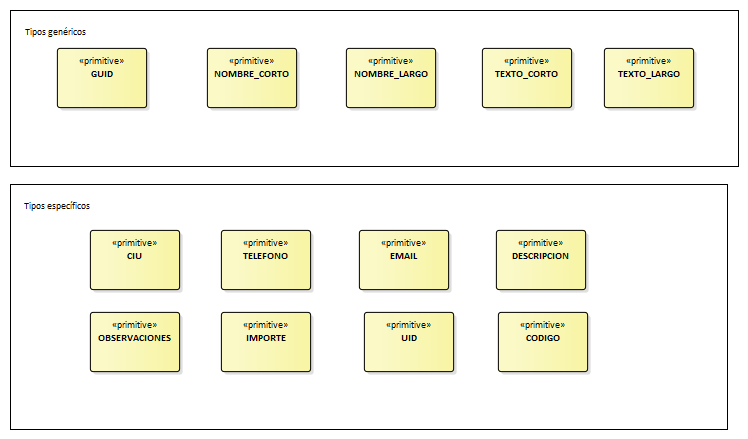 Tipos genéricos
«primitive» «primitive» «primitive» «primitive» «primitive»
GUID NOMBRE_CORTO NOMBRE_LARGO TEXTO_CORTO TEXTO_LARGO
Tipos específicos
«primitive» «primitive» «primitive» «primitive»
CIU TELEFONO EMAIL DESCRIPCION
«primitive» «primitive» «primitive» «primitive»
OBSERVACIONES IMPORTE UID CODIGO